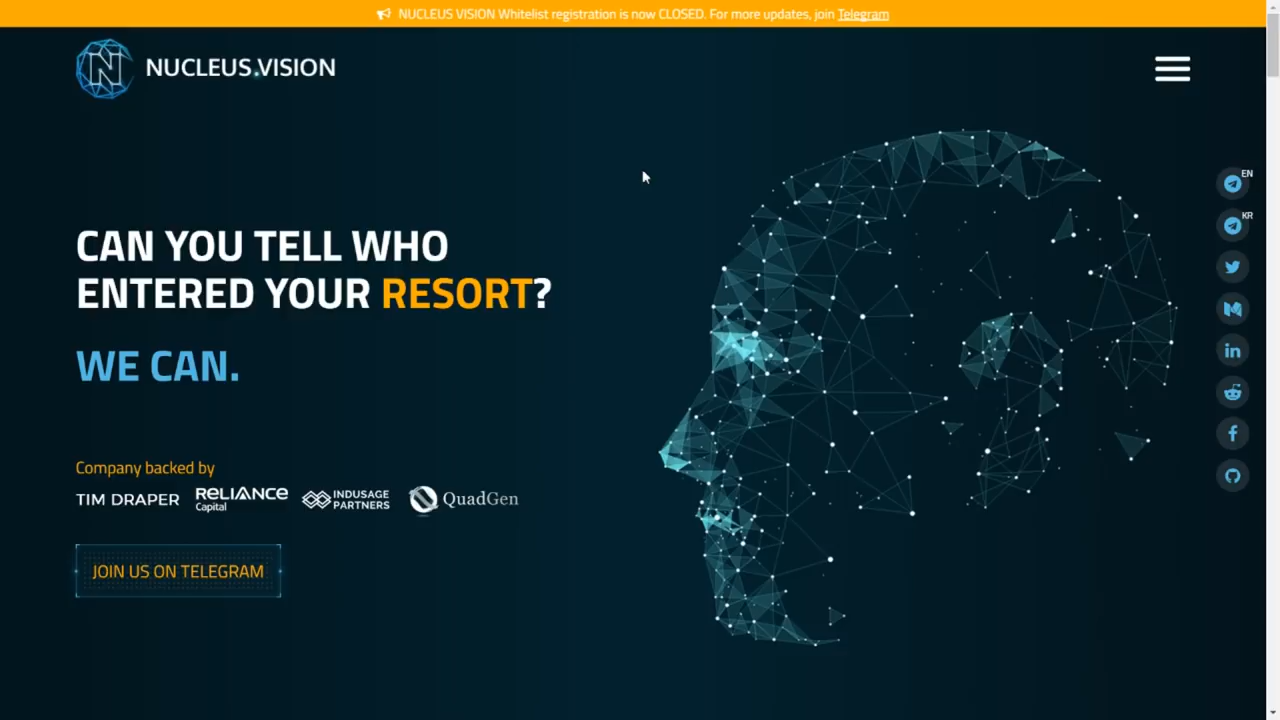 NUCLEUS VISION Whitelist registration is now CLOSED. For more updates, join Telegram
N NUCLEUS.VISION
EN
KR
CAN YOU TELL WHO
ENTERED YOUR RESORT?
WE CAN.
Company backed by
TIM DRAPER
RELIANCE
Capital
INDUSAGE
PARTNERS
QuadGen
JOIN US ON TELEGRAM